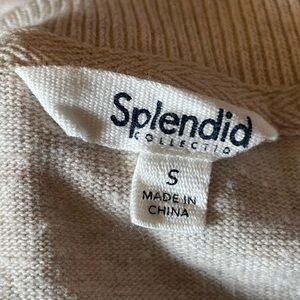 Splendid
COLLECTIO
S
MADE IN
CHINA